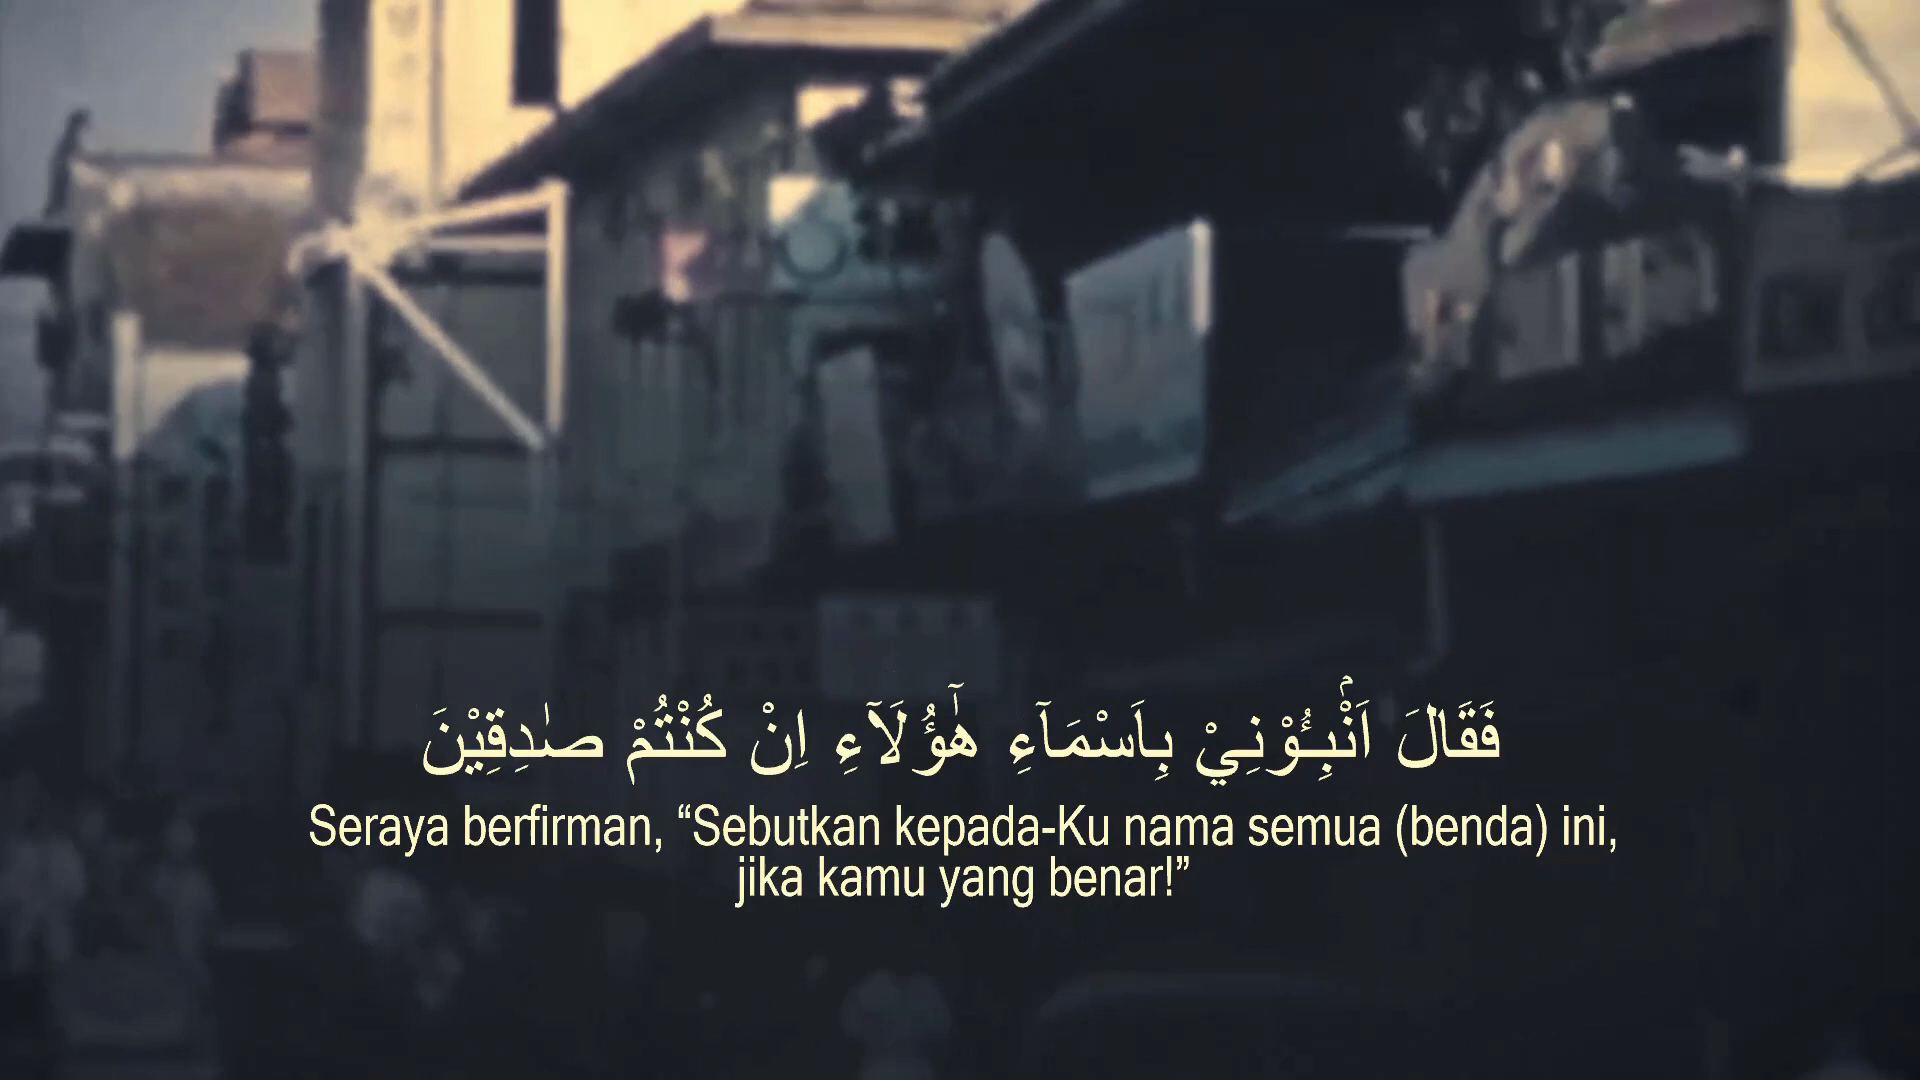 فَقَالَ اَنْۢبِـُٔوْنِيْ بِاَسْمَاۤءِ هٰٓؤُلَاۤءِ اِنْ كُنْتُمْ صٰدِقِيْنَ
Seraya berfirman, “Sebutkan kepada-Ku nama semua (benda) ini,
jika kamu yang benar!”